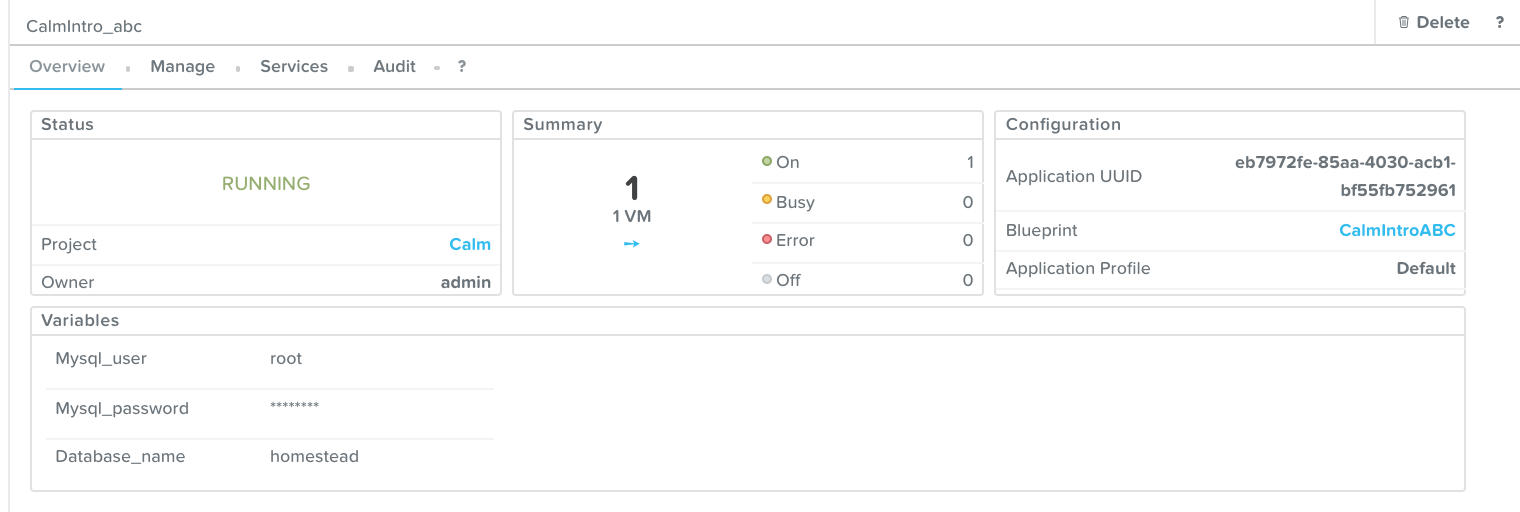 CalmIntro_abc
Delete ?
Overview Manage Services Audit ?
Status
RUNNING
Project Calm
Owner admin
Summary
1
1 VM
On 1
Busy 0
Error 0
Off 0
Configuration
Application UUID eb7972fe-85aa-4030-acb1-
bf55fb752961
Blueprint CalmIntroABC
Application Profile Default
Variables
Mysql_user root
Mysql_password ********
Database_name homestead